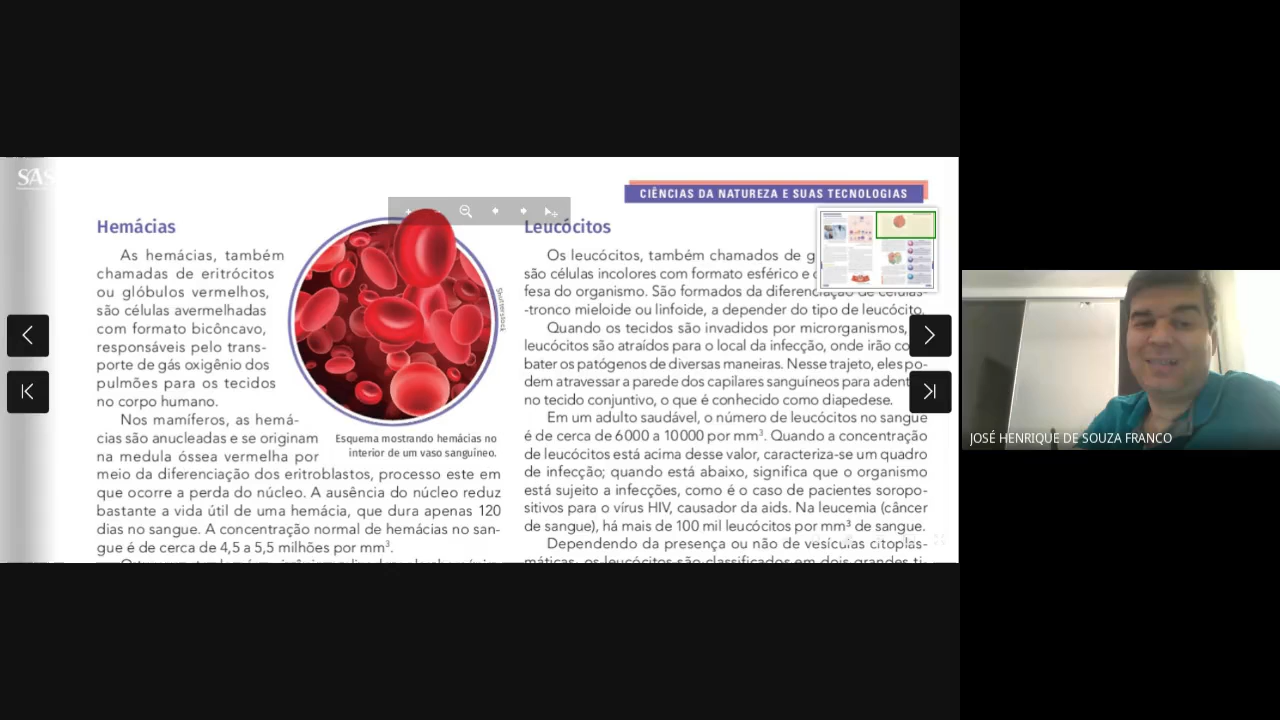 SAS
CIÊNCIAS DA NATUREZA E SUAS TECNOLOGIAS
Hemácias
As hemácias, também
chamadas de eritrócitos
ou glóbulos vermelhos,
são células avermelhadas
com formato bicôncavo,
responsáveis pelo trans-
porte de gás oxigênio dos
pulmões para os tecidos
no corpo humano.
Nos mamíferos, as hemá-
cias são anucleadas e se originam
na medula óssea vermelha por
meio da diferenciação dos eritroblastos, processo este em
que ocorre a perda do núcleo. A ausência do núcleo reduz
bastante a vida útil de uma hemácia, que dura apenas 120
dias no sangue. A concentração normal de hemácias no san-
gue é de cerca de 4,5 a 5,5 milhões por mm³.
Shutterstock
Esquema mostrando hemácias no
interior de um vaso sanguíneo.
Leucócitos
Os leucócitos, também chamados de
são células incolores com formato esférico e
fesa do organismo. São formados da diferenciação de células-
-tronco mieloide ou linfoide, a depender do tipo de leucócito.
Quando os tecidos são invadidos por microrganismos,
leucócitos são atraídos para o local da infecção, onde irão
bater os patógenos de diversas maneiras. Nesse trajeto, eles po-
dem atravessar a parede dos capilares sanguíneos para
no tecido conjuntivo, o que é conhecido como diapedese.
Em um adulto saudável, o número de leucócitos no sangue
é de cerca de 6000 a 10000 por mm³. Quando a concentração
de leucócitos está acima desse valor, caracteriza-se um quadro
de infecção; quando está abaixo, significa que o organismo
está sujeito a infecções, como é o caso de pacientes soropo-
sitivos para o vírus HIV, causador da aids. Na leucemia (câncer
de sangue), há mais de 100 mil leucócitos por mm³ de sangue.
Dependendo da presença ou não de vesículas citoplas-
máticas, os leucócitos são classificados em dois grandes ti-
JOSÉ HENRIQUE DE SOUZA FRANCO